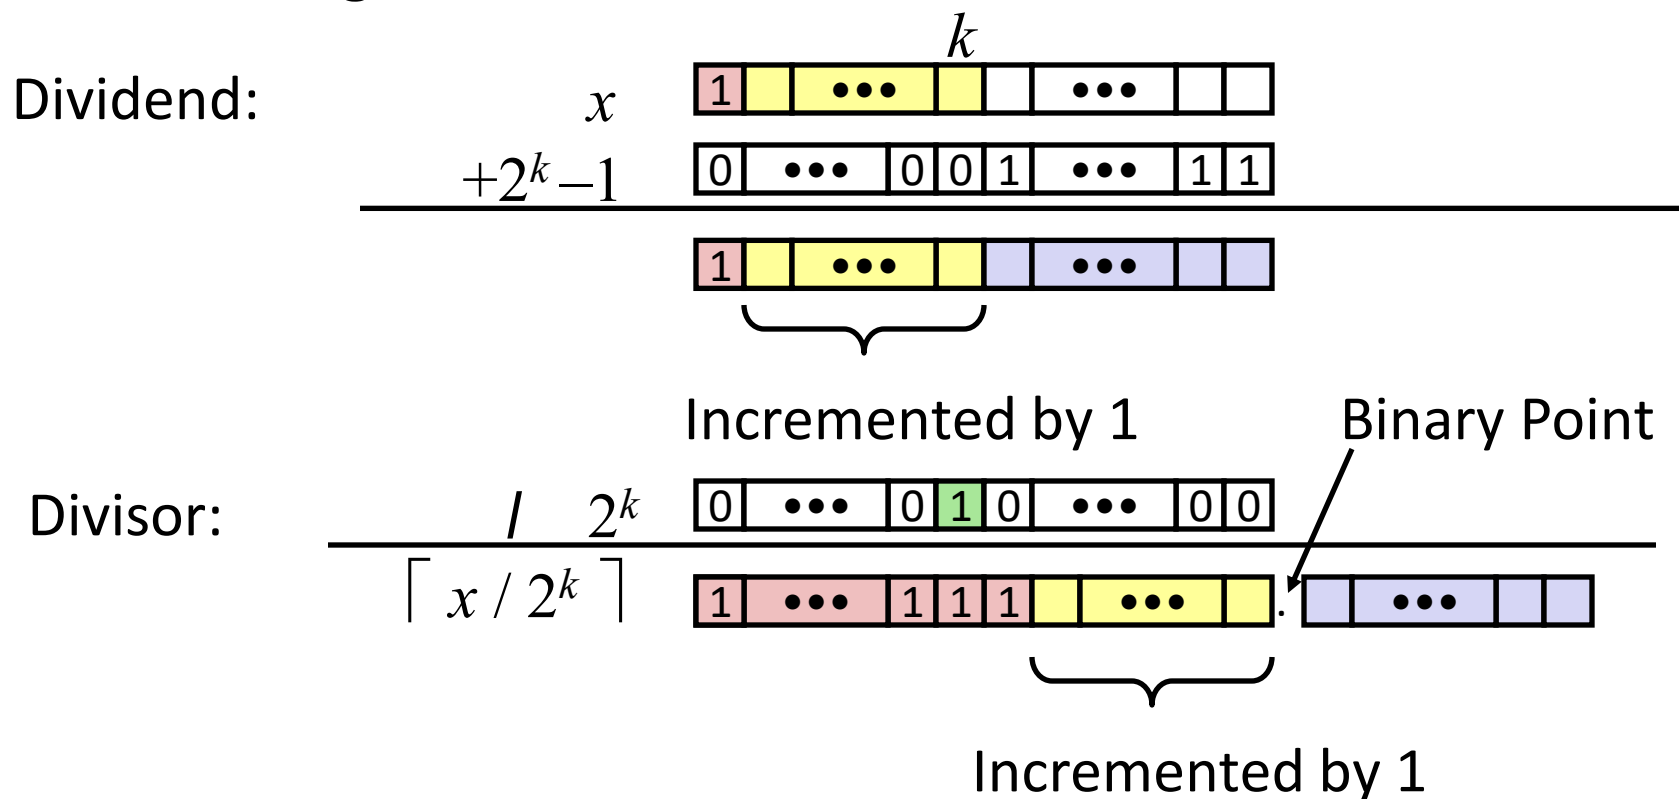 k
Dividend: x 1 ••• •••
+2^k –1 0 ••• 0 0 1 ••• 1 1
1 ••• •••
Incremented by 1 Binary Point
Divisor: / 2^k 0 ••• 0 1 0 ••• 0 0
⌈ x / 2^k ⌉ 1 ••• 1 1 1 ••• . •••
Incremented by 1